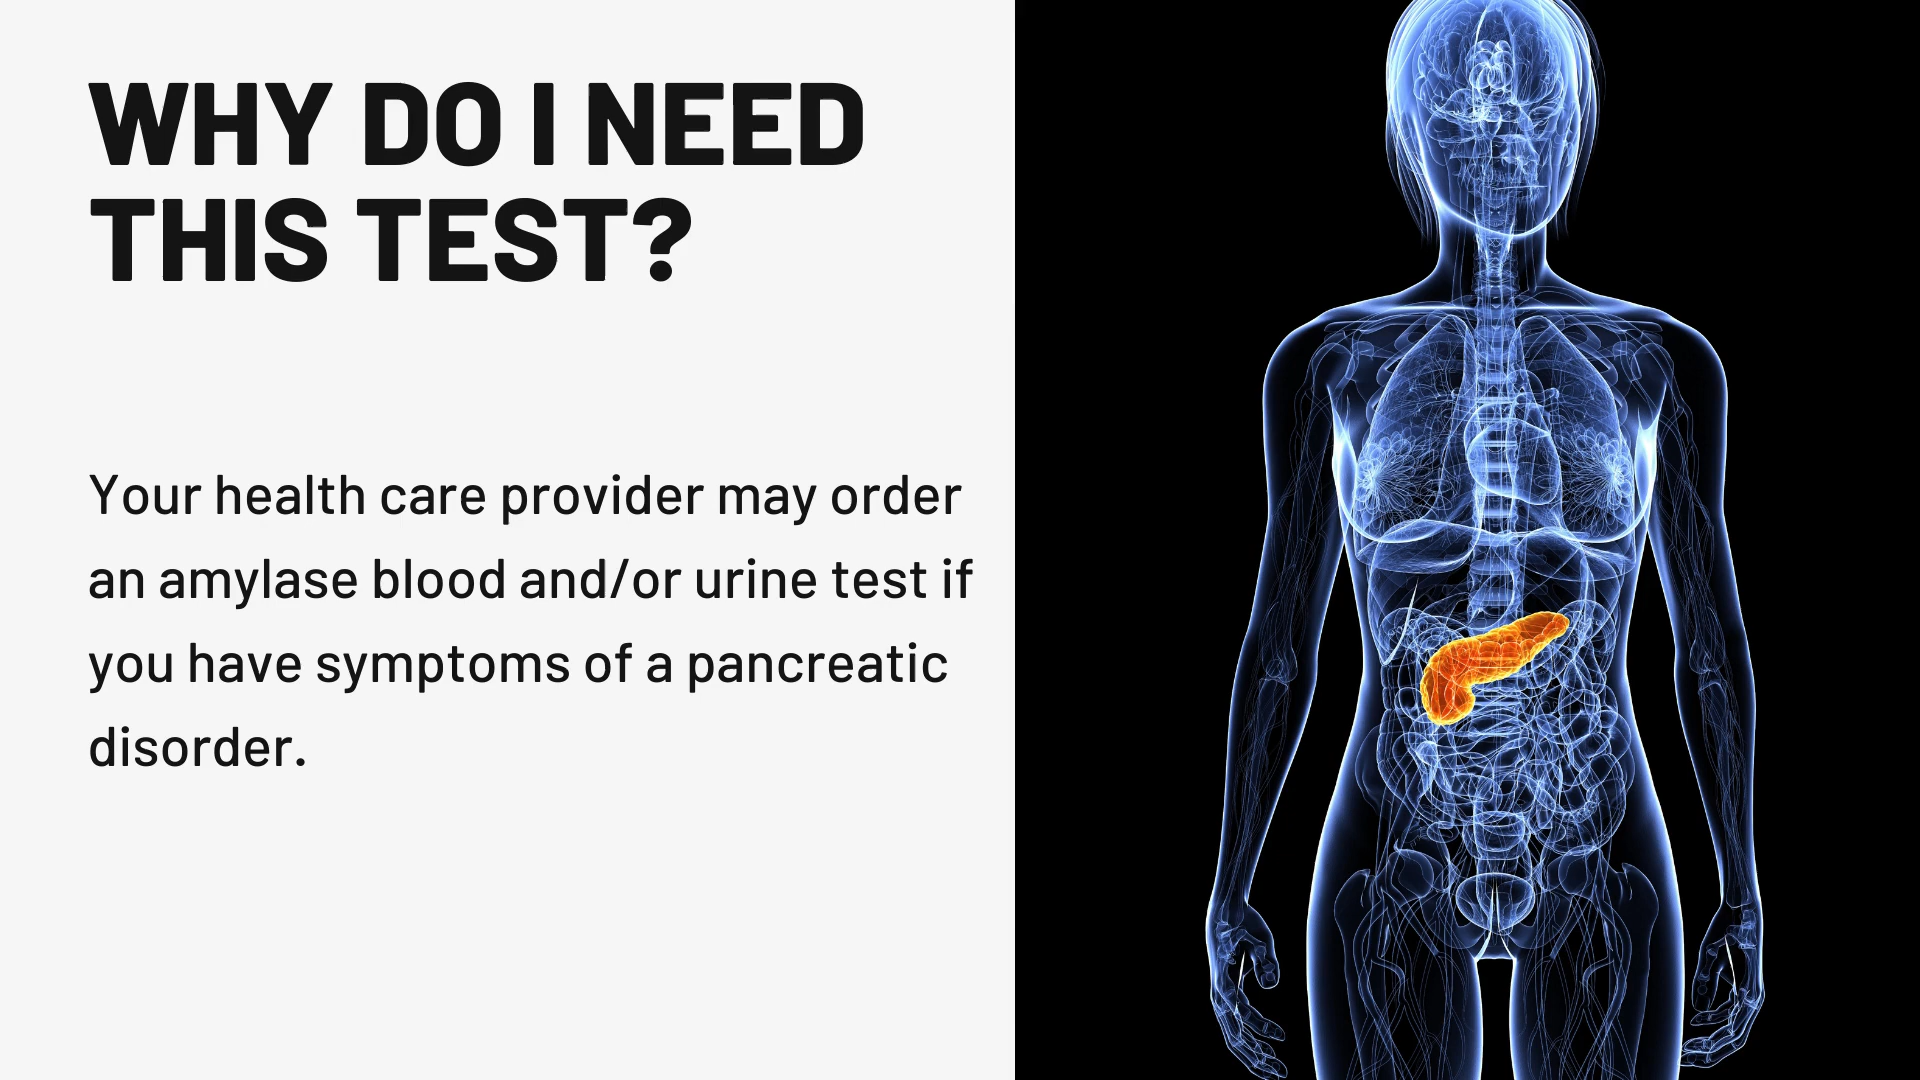 WHY DO I NEED
THIS TEST?
Your health care provider may order
an amylase blood and/or urine test if
you have symptoms of a pancreatic
disorder.